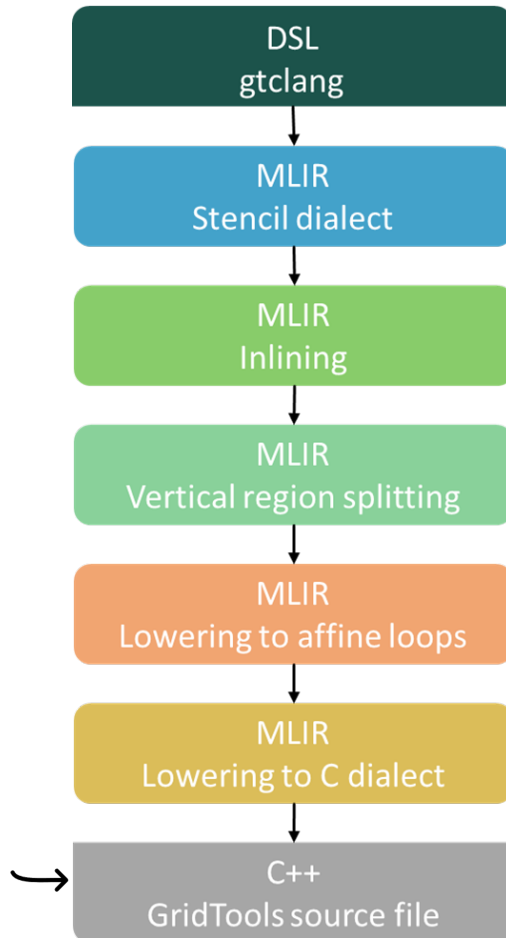 DSL
gtclang
MLIR
Stencil dialect
MLIR
Inlining
MLIR
Vertical region splitting
MLIR
Lowering to affine loops
MLIR
Lowering to C dialect
C++
GridTools source file